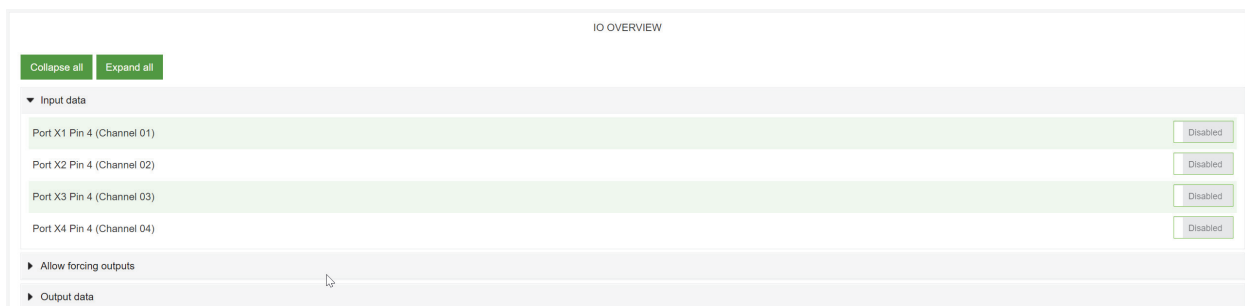 IO OVERVIEW
Collapse all Expand all
Input data
Port X1 Pin 4 (Channel 01) Disabled
Port X2 Pin 4 (Channel 02) Disabled
Port X3 Pin 4 (Channel 03) Disabled
Port X4 Pin 4 (Channel 04) Disabled
Allow forcing outputs
Output data